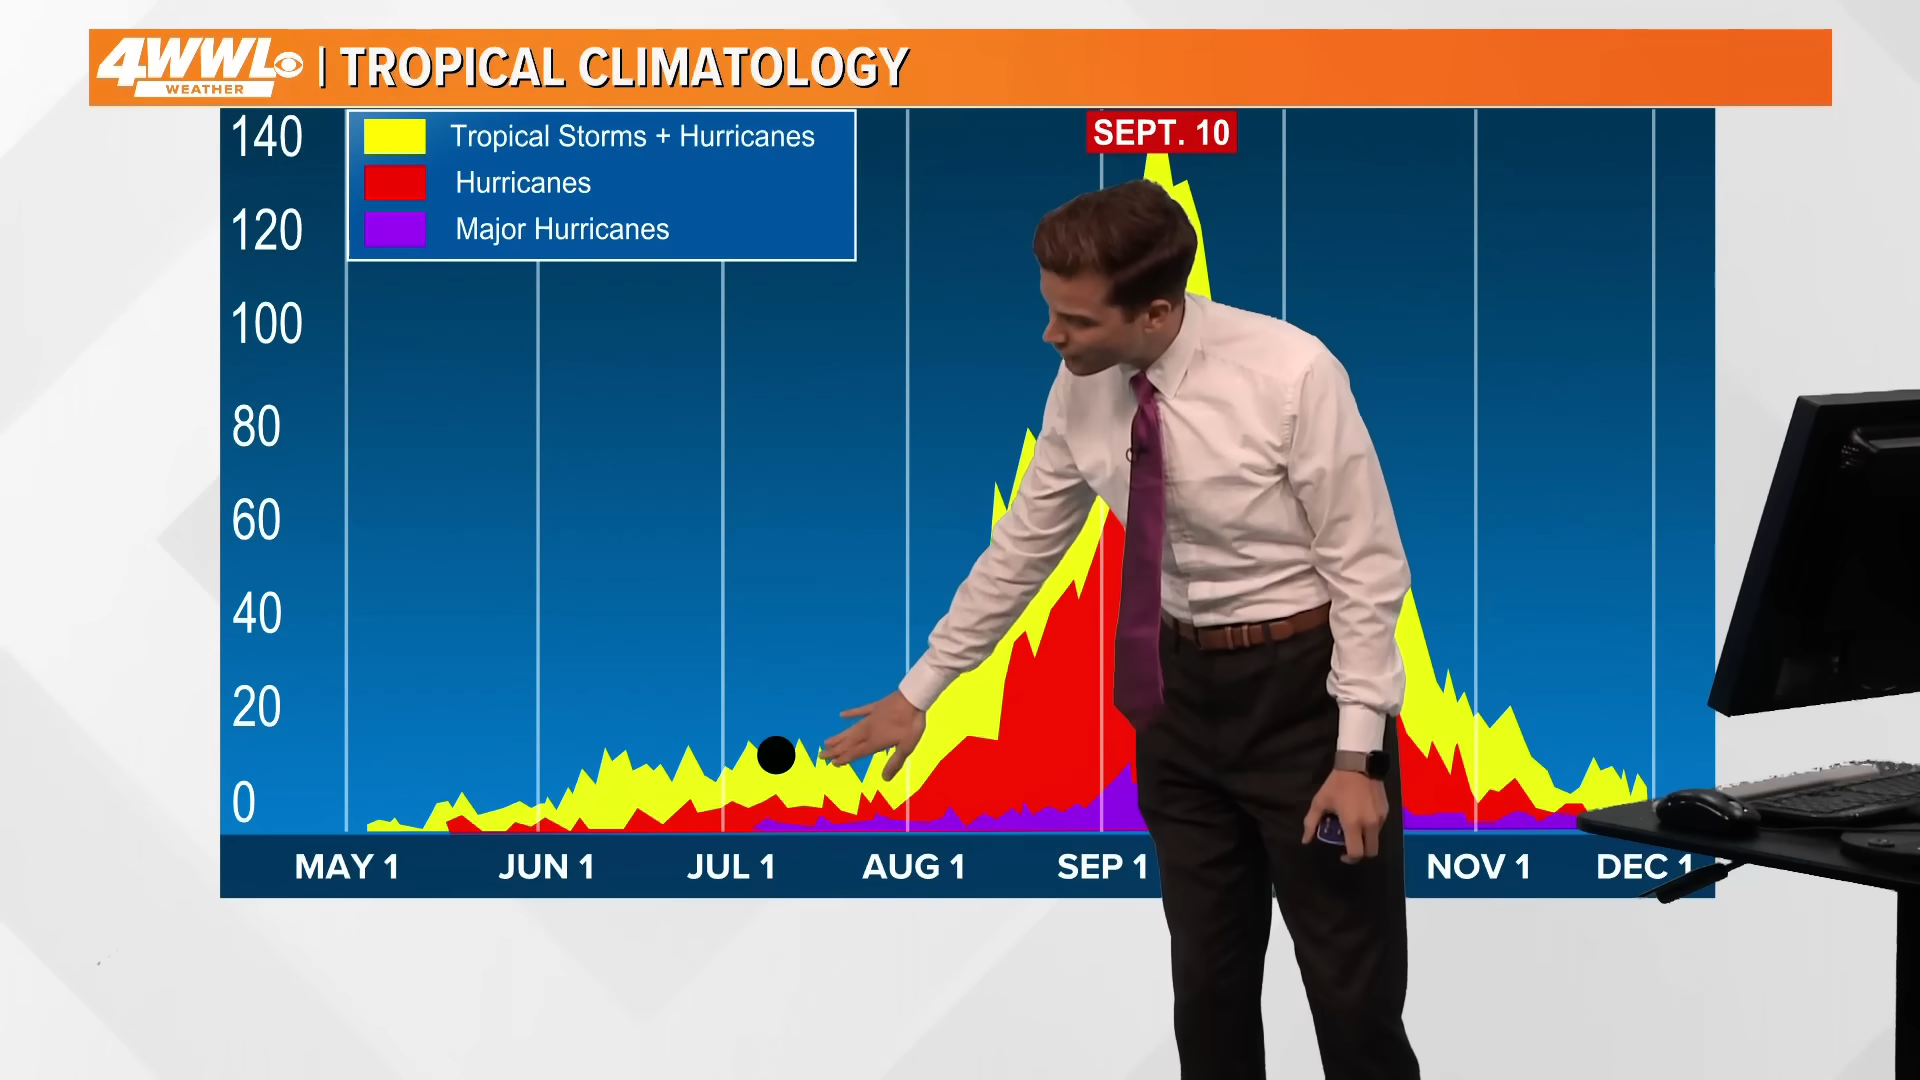 4WWL
WEATHER
| TROPICAL CLIMATOLOGY
140
120
100
80
60
40
20
0
Tropical Storms + Hurricanes
Hurricanes
Major Hurricanes
SEPT. 10
MAY 1
JUN 1
JUL 1
AUG 1
SEP 1
NOV 1
DEC 1